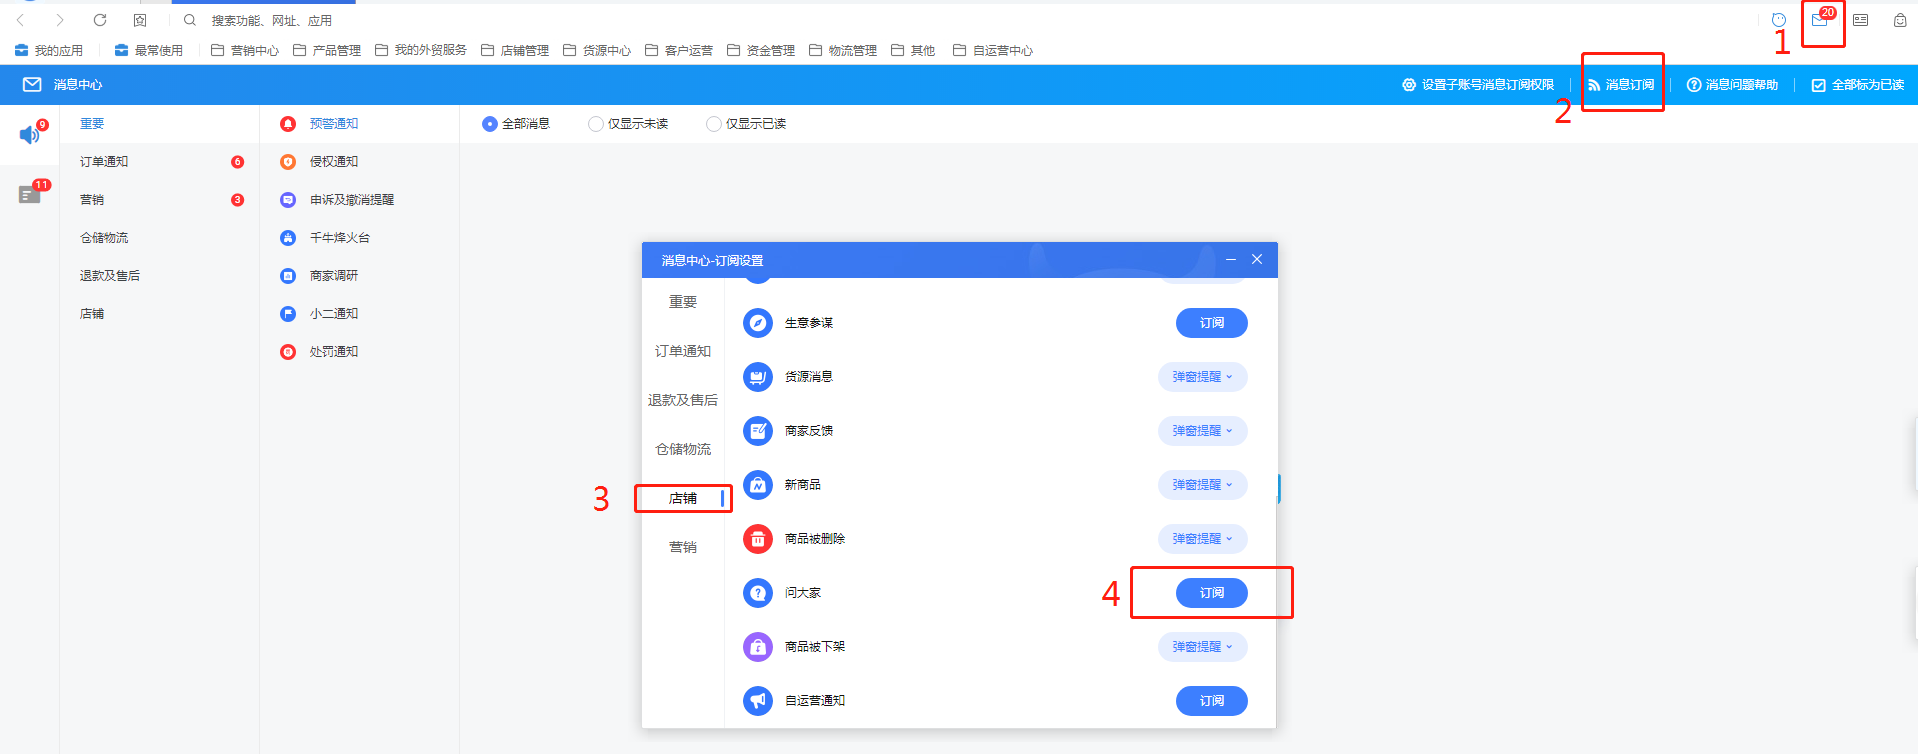 搜索功能、网址、应用
20
1
我的应用 最常使用 营销中心 产品管理 我的外贸服务 店铺管理 货源中心 客户运营 资金管理 物流管理 其他 自运营中心
消息中心 设置子账号消息订阅权限 消息订阅 消息问题帮助 全部标为已读
2
9 重要 预警通知 全部消息 仅显示未读 仅显示已读
订单通知 6 侵权通知
11
营销 3 申诉及撤消提醒
仓储物流 千牛烽火台
退款及售后 商家调研
店铺 小二通知
处罚通知
消息中心-订阅设置
重要
订单通知
退款及售后
仓储物流
3 店铺
营销
生意参谋 订阅
货源消息 弹窗提醒
商家反馈 弹窗提醒
新商品 弹窗提醒
商品被删除 弹窗提醒
问大家 4 订阅
商品被下架 弹窗提醒
自运营通知 订阅